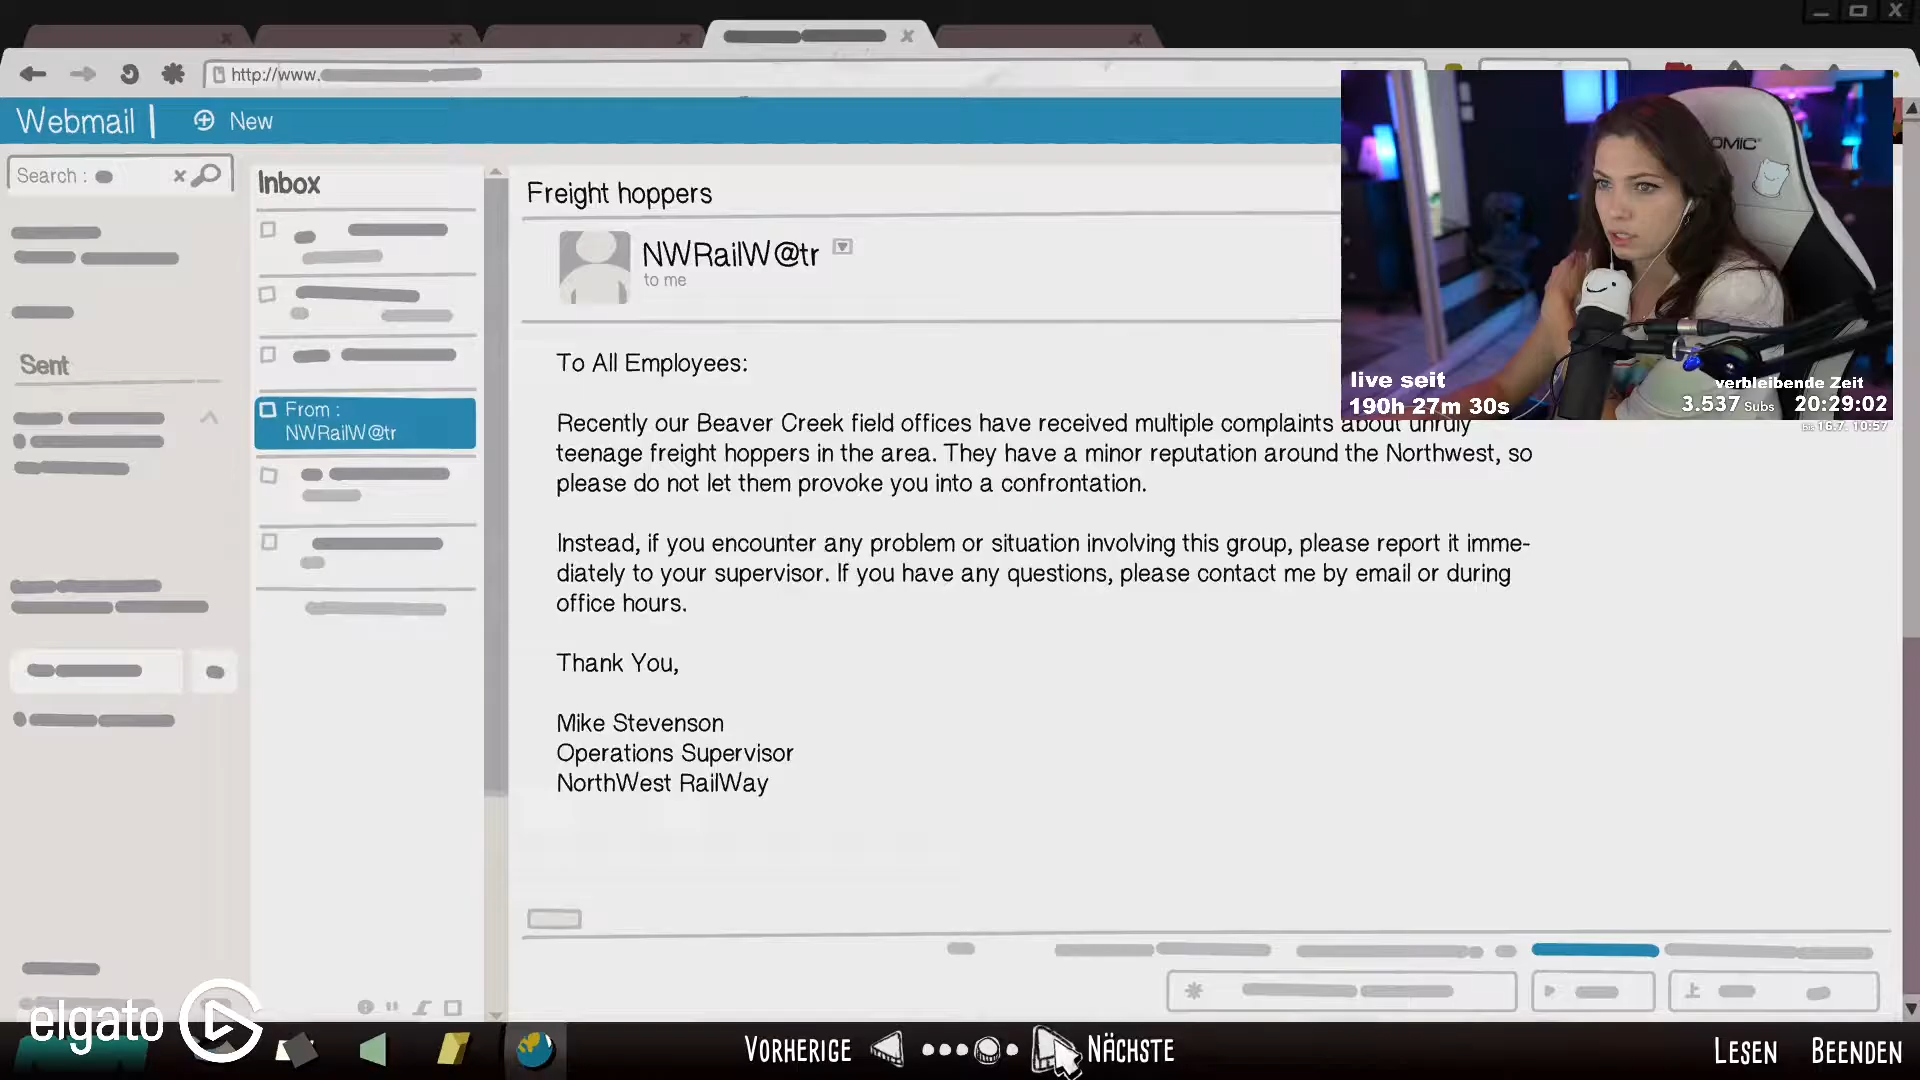 http://www.
Webmail | New
Search :
Inbox
Freight hoppers
NWRailW@tr
to me
Sent
From :
NWRailW@tr
To All Employees:
Recently our Beaver Creek field offices have received multiple complaints about unruly
teenage freight hoppers in the area. They have a minor reputation around the Northwest, so
please do not let them provoke you into a confrontation.
Instead, if you encounter any problem or situation involving this group, please report it imme-
diately to your supervisor. If you have any questions, please contact me by email or during
office hours.
Thank You,
Mike Stevenson
Operations Supervisor
NorthWest RailWay
OMIC
live seit
190h 27m 30s
verbleibende Zeit
3.537 Subs 20:29:02
Bis 16.7. 10:57
elgato
VORHERIGE
NÄCHSTE
LESEN
BEENDEN